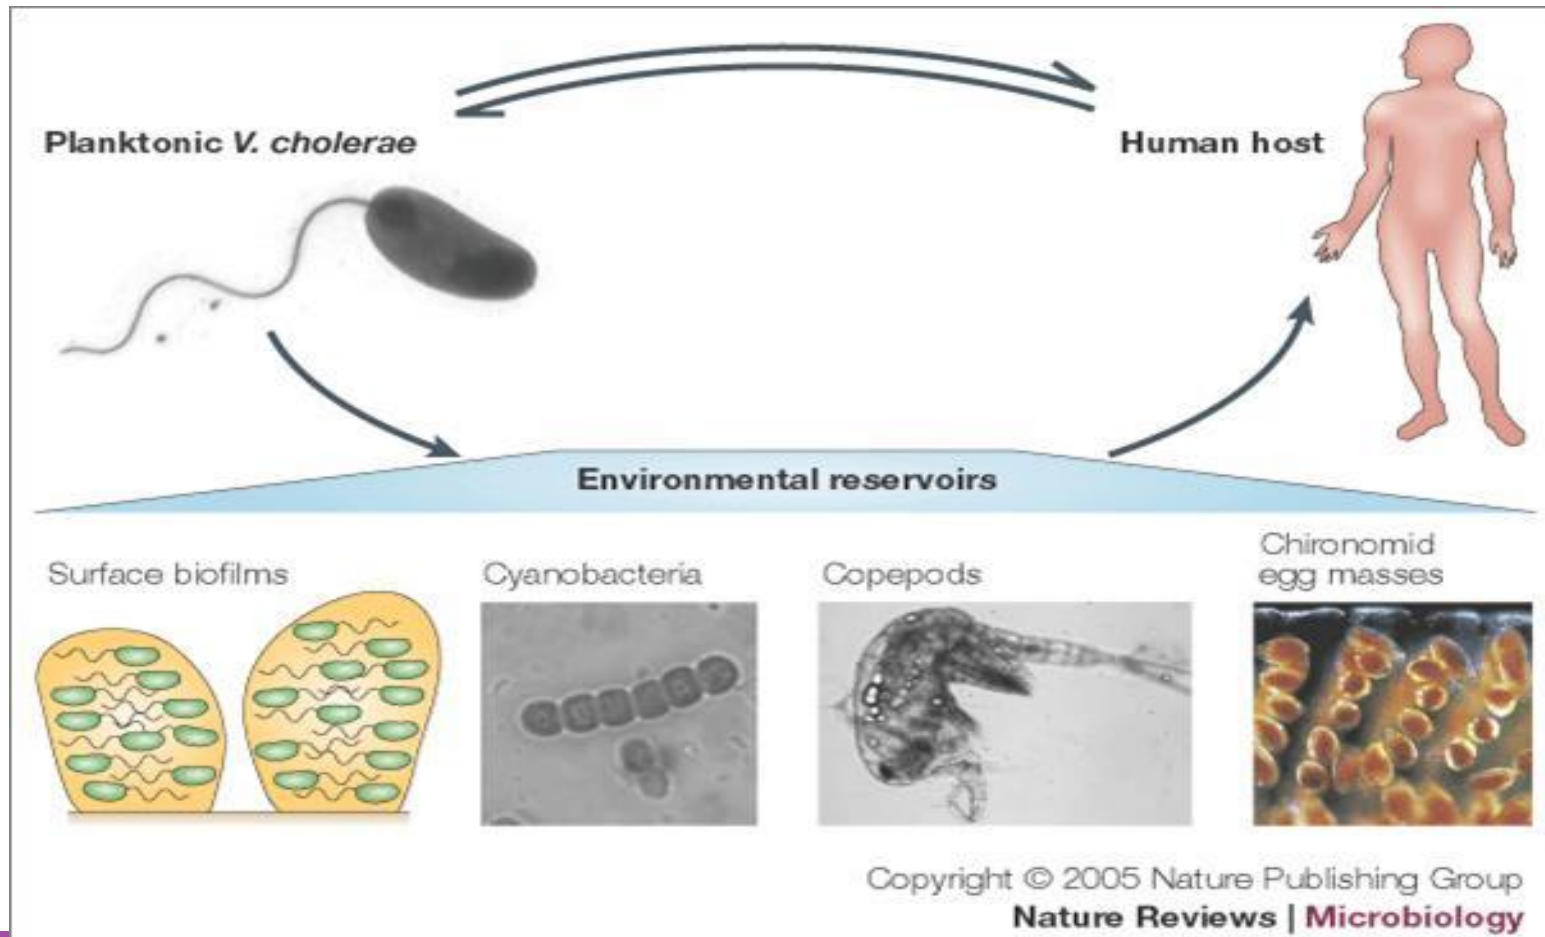 Planktonic V. cholerae
Human host
Environmental reservoirs
Surface biofilms
Cyanobacteria
Copepods
Chironomid
egg masses
Copyright © 2005 Nature Publishing Group
Nature Reviews | Microbiology